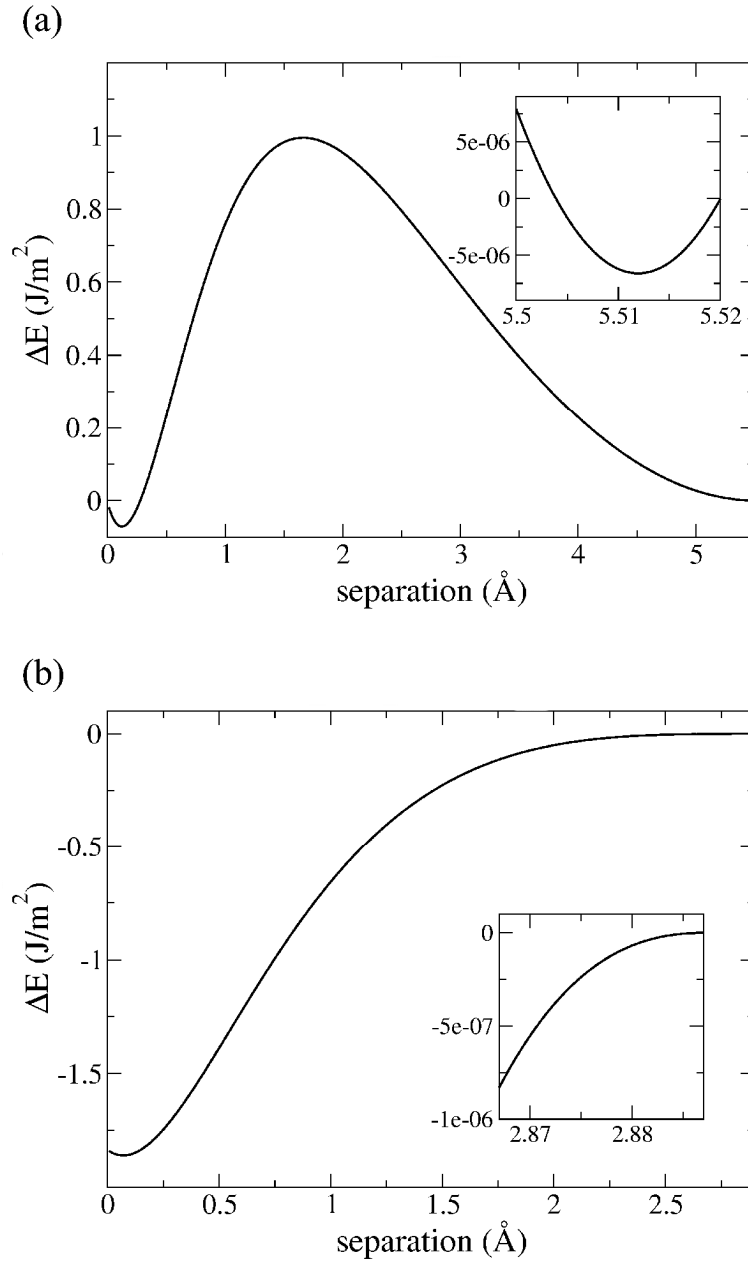 (a)
1
0.8
0.6
0.4
0.2
0
ΔE (J/m²)
0 1 2 3 4 5
separation (Å)
5e-06
0
-5e-06
5.5 5.51 5.52
(b)
0
-0.5
-1
-1.5
ΔE (J/m²)
0 0.5 1 1.5 2 2.5
separation (Å)
0
-5e-07
-1e-06
2.87 2.88